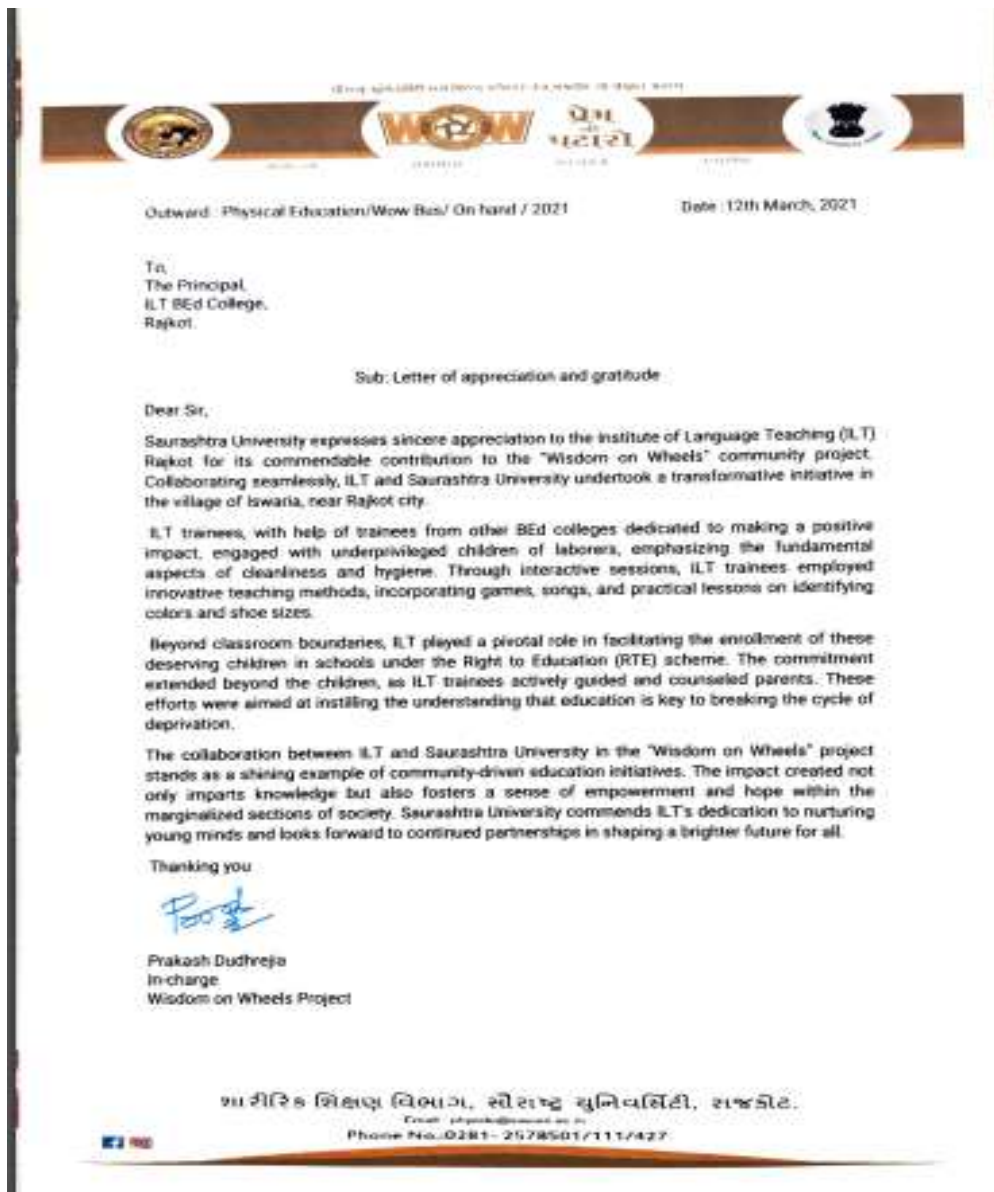 WOW
પ્રેમ
ની
પટારો
Outward : Physical Education/Wow Bus/ On hand / 2021 Date :12th March, 2021
To,
The Principal,
ILT BEd College,
Rajkot.
Sub: Letter of appreciation and gratitude
Dear Sir,
Saurashtra University expresses sincere appreciation to the Institute of Language Teaching (ILT)
Rajkot for its commendable contribution to the "Wisdom on Wheels" community project.
Collaborating seamlessly, ILT and Saurashtra University undertook a transformative initiative in
the village of Iswaria, near Rajkot city.
ILT trainees, with help of trainees from other BEd colleges dedicated to making a positive
impact, engaged with underprivileged children of laborers, emphasizing the fundamental
aspects of cleanliness and hygiene. Through interactive sessions, ILT trainees employed
innovative teaching methods, incorporating games, songs, and practical lessons on identifying
colors and shoe sizes.
Beyond classroom boundaries, ILT played a pivotal role in facilitating the enrollment of these
deserving children in schools under the Right to Education (RTE) scheme. The commitment
extended beyond the children, as ILT trainees actively guided and counseled parents. These
efforts were aimed at instilling the understanding that education is key to breaking the cycle of
deprivation.
The collaboration between ILT and Saurashtra University in the "Wisdom on Wheels" project
stands as a shining example of community-driven education initiatives. The impact created not
only imparts knowledge but also fosters a sense of empowerment and hope within the
marginalized sections of society. Saurashtra University commends ILT's dedication to nurturing
young minds and looks forward to continued partnerships in shaping a brighter future for all.
Thanking you
Prakash Dudhrejia
In-charge
Wisdom on Wheels Project
શારીરિક શિક્ષણ વિભાગ, સૌરાષ્ટ્ર યુનિવર્સિટી, રાજકોટ.
Email:
Phone No.:0281- 2578501/111/427